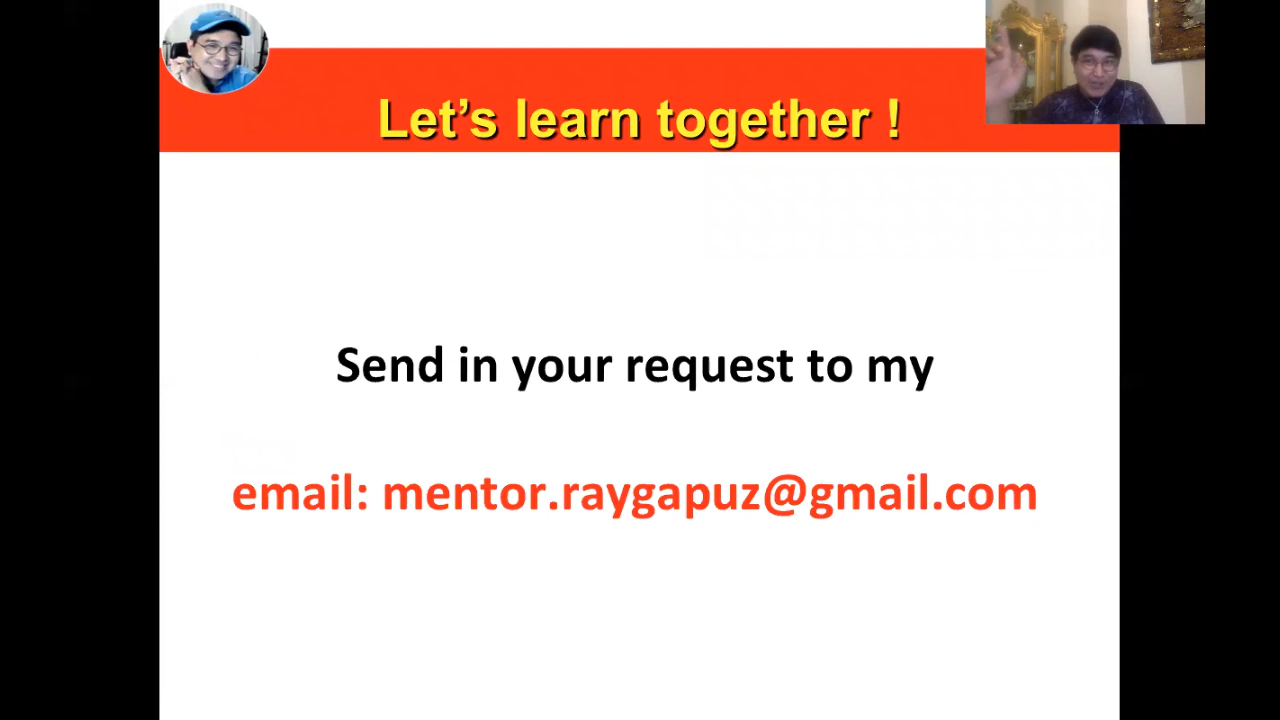 Let’s learn together !
Send in your request to my
email: mentor.raygapuz@gmail.com